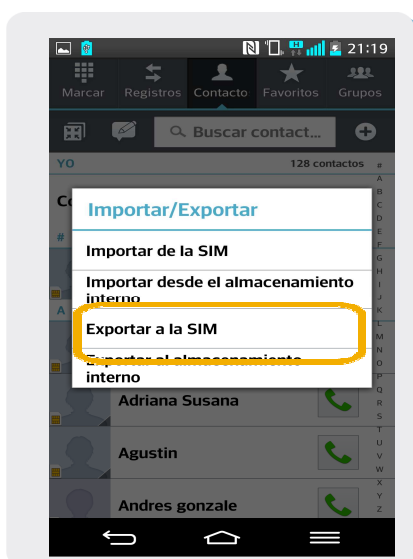 21:19
Marcar Registros Contacto Favoritos Grupos
Buscar contact...
YO 128 contactos
#
A
B
C
D
E
F
G
H
I
J
K
L
M
N
O
P
Q
R
S
T
U
V
W
X
Y
Z
Co
Importar/Exportar
#
Importar de la SIM
Importar desde el almacenamiento
interno
A
Exportar a la SIM
Exportar al almacenamiento
interno
Adriana Susana
Agustin
Andres gonzale